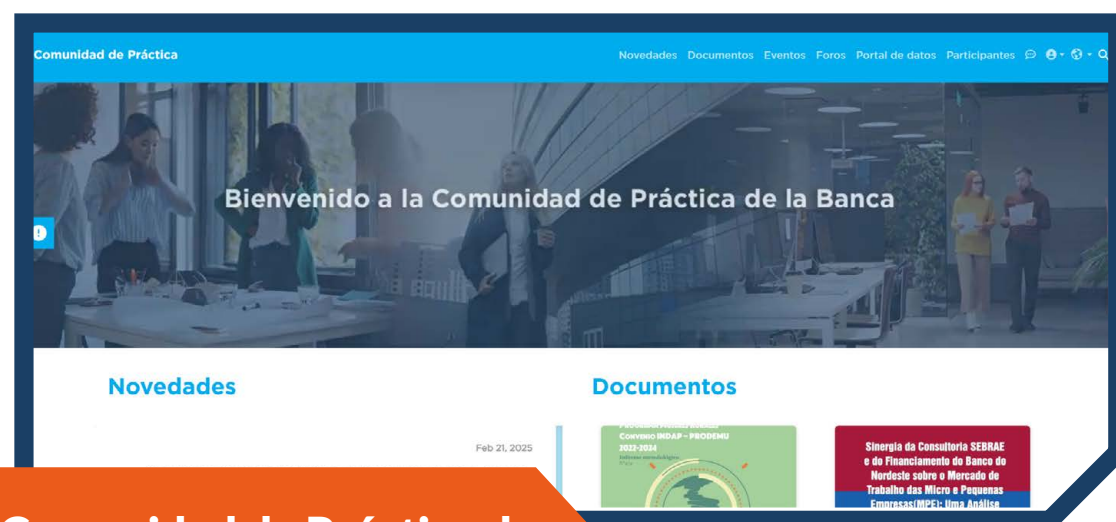 Comunidad de Práctica
Novedades Documentos Eventos Foros Portal de datos Participantes
Bienvenido a la Comunidad de Práctica de la Banca
Novedades
Documentos
Feb 21, 2025
CONVENIO INDAP – PRODEMU
2022-2024
Sinergia da Consultoria SEBRAE
e do Financiamento do Banco do
Nordeste sobre o Mercado de
Trabalho das Micro e Pequenas
Empresas(MPE): Uma Análise